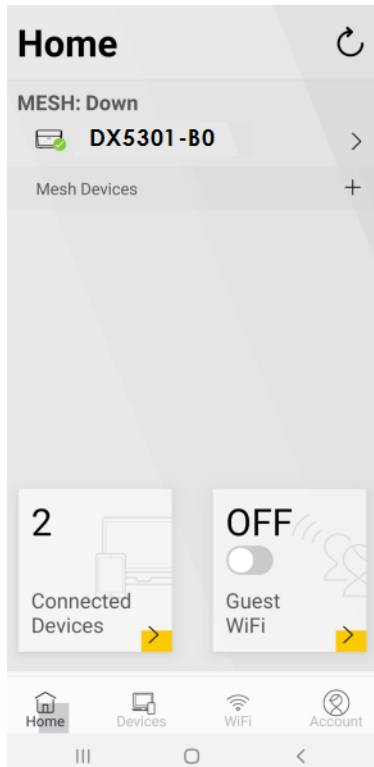 Home
MESH: Down
DX5301-B0
Mesh Devices
2
Connected
Devices
OFF
Guest
WiFi
Home
Devices
WiFi
Account